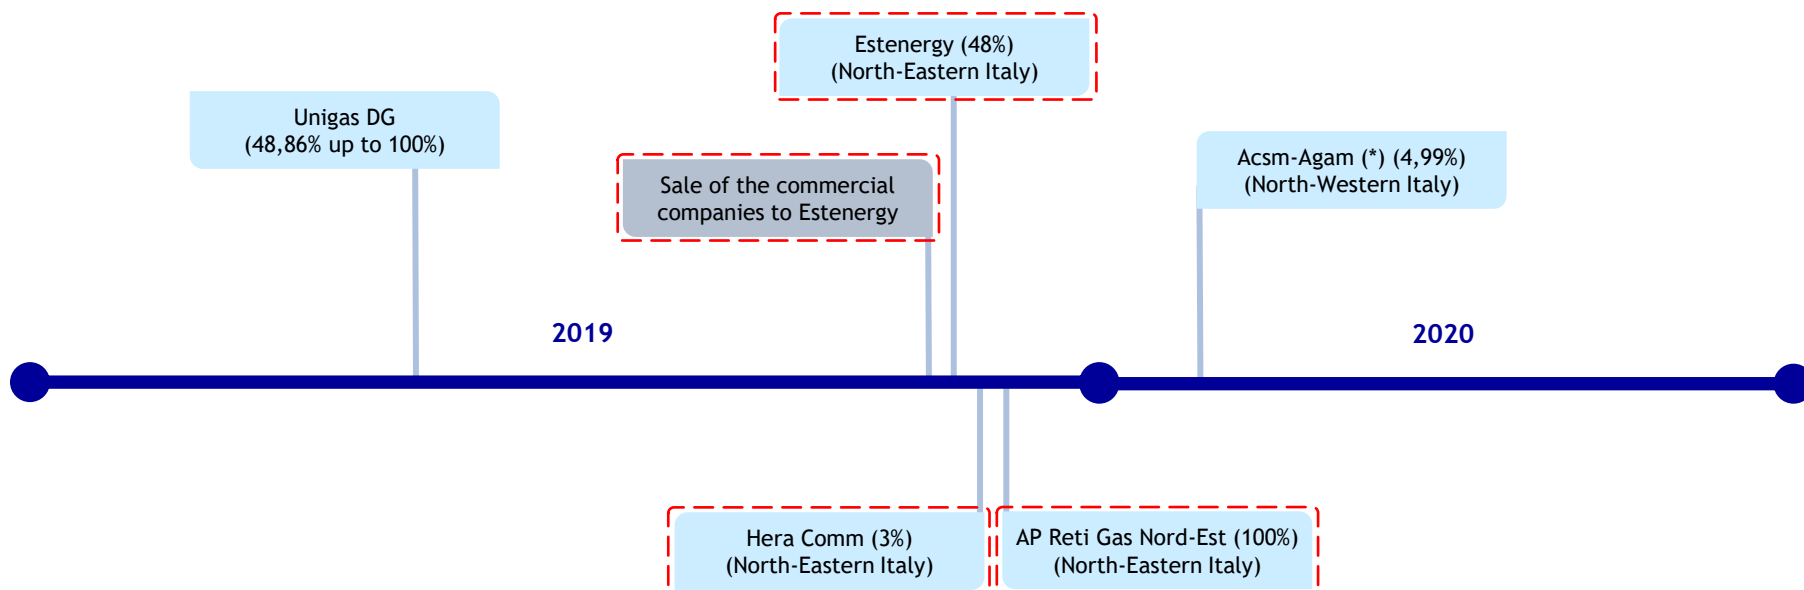 Estenergy (48%)
(North-Eastern Italy)
Unigas DG
(48,86% up to 100%)
Acsm-Agam (*) (4,99%)
(North-Western Italy)
Sale of the commercial
companies to Estenergy
2019
2020
Hera Comm (3%)
(North-Eastern Italy)
AP Reti Gas Nord-Est (100%)
(North-Eastern Italy)